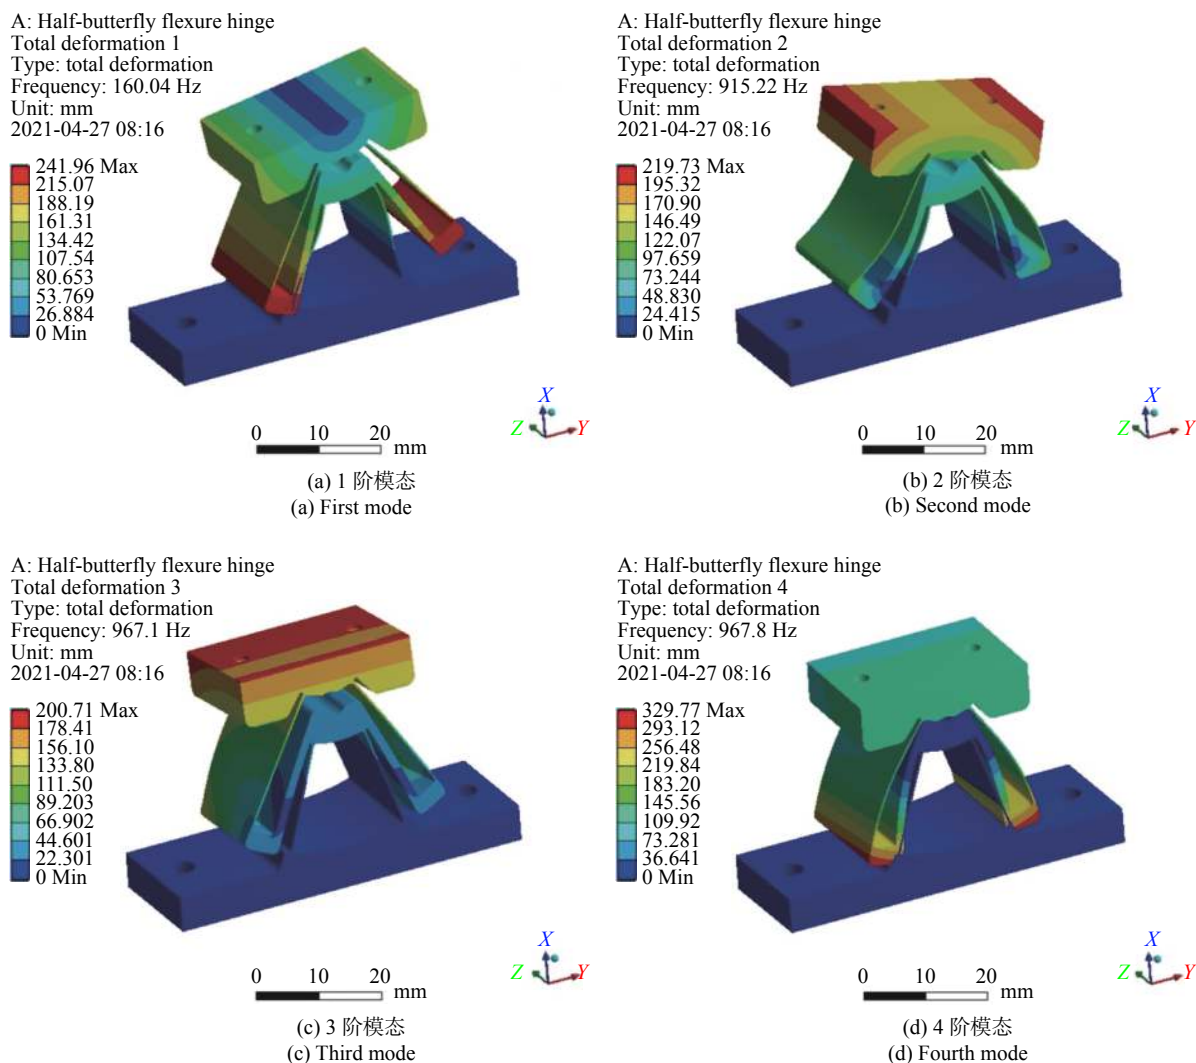 A: Half-butterfly flexure hinge
Total deformation 1
Type: total deformation
Frequency: 160.04 Hz
Unit: mm
2021-04-27 08:16
241.96 Max
215.07
188.19
161.31
134.42
107.54
80.653
53.769
26.884
0 Min
X
Z
Y
0 10 20
mm
(a) 1 阶模态
(a) First mode
A: Half-butterfly flexure hinge
Total deformation 2
Type: total deformation
Frequency: 915.22 Hz
Unit: mm
2021-04-27 08:16
219.73 Max
195.32
170.90
146.49
122.07
97.659
73.244
48.830
24.415
0 Min
X
Z
Y
0 10 20
mm
(b) 2 阶模态
(b) Second mode
A: Half-butterfly flexure hinge
Total deformation 3
Type: total deformation
Frequency: 967.1 Hz
Unit: mm
2021-04-27 08:16
200.71 Max
178.41
156.10
133.80
111.50
89.203
66.902
44.601
22.301
0 Min
X
Z
Y
0 10 20
mm
(c) 3 阶模态
(c) Third mode
A: Half-butterfly flexure hinge
Total deformation 4
Type: total deformation
Frequency: 967.8 Hz
Unit: mm
2021-04-27 08:16
329.77 Max
293.12
256.48
219.84
183.20
145.56
109.92
73.281
36.641
0 Min
X
Z
Y
0 10 20
mm
(d) 4 阶模态
(d) Fourth mode